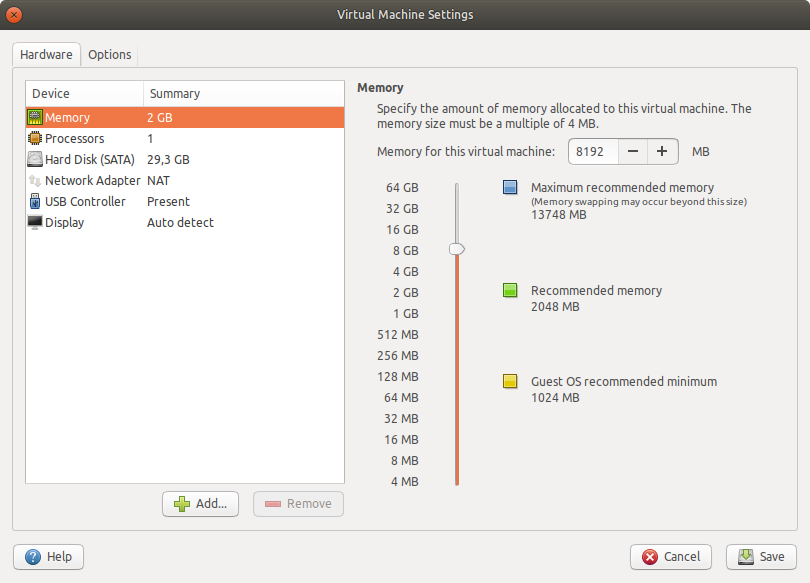 Virtual Machine Settings
Hardware Options
Device Summary
Memory 2 GB
Processors 1
Hard Disk (SATA) 29,3 GB
Network Adapter NAT
USB Controller Present
Display Auto detect
Add...
Remove
Memory
Specify the amount of memory allocated to this virtual machine. The
memory size must be a multiple of 4 MB.
Memory for this virtual machine: 8192 − + MB
64 GB
32 GB
16 GB
8 GB
4 GB
2 GB
1 GB
512 MB
256 MB
128 MB
64 MB
32 MB
16 MB
8 MB
4 MB
Maximum recommended memory
(Memory swapping may occur beyond this size)
13748 MB
Recommended memory
2048 MB
Guest OS recommended minimum
1024 MB
Help
Cancel
Save